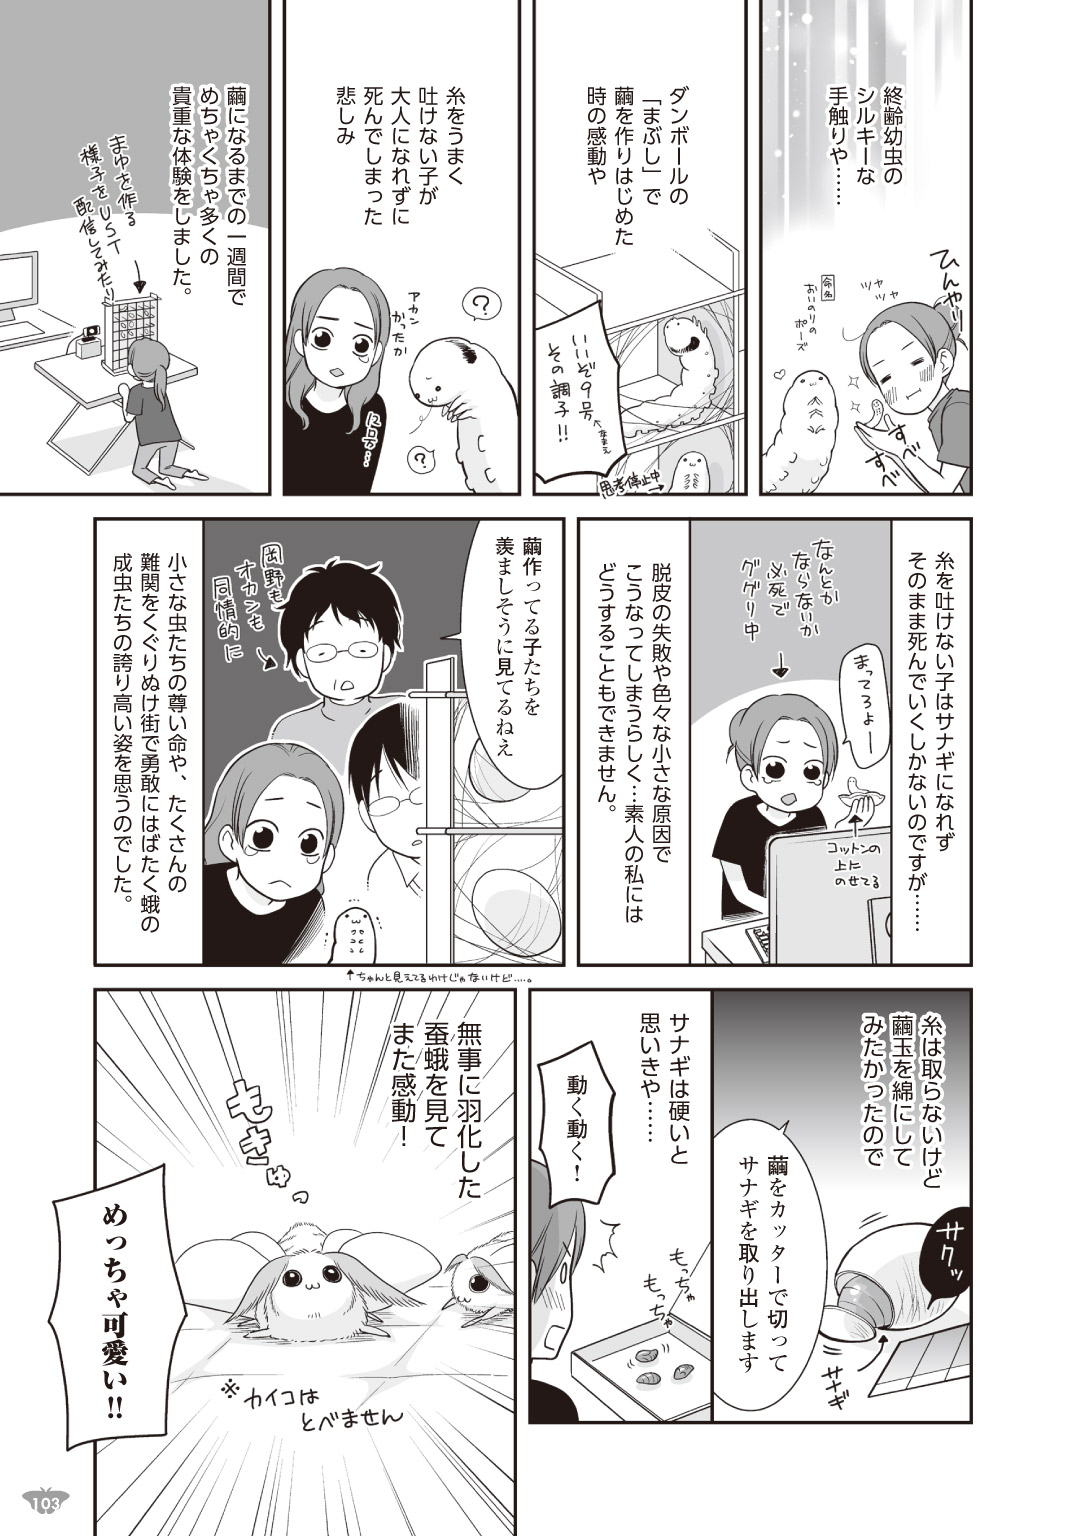 終齢幼虫の
シルキーな
手触りや……
ひんやりー
ツャ
ツャ
命名
おいのりの
ポーズ
すべ
すべ
ダンボールの
「まぶし」で
繭を作りはじめた
時の感動や
いいぞ9号
その調子!!
←なまえ
思考停止中
糸をうまく
吐けない子が
大人になれずに
死んでしまった
悲しみ
?
アカン
かったか
12号…
?
繭になるまでの一週間で
めちゃくちゃ多くの
貴重な体験をしました。
まゆを作る
様子をUST
配信してみたり
糸を吐けない子はサナギになれず
そのまま死んでいくしかないのですが……
なんとか
ならないか
必死で
ググり中
まってろよー
コットンの
上に
のせてる
脱皮の失敗や色々な小さな原因で
こうなってしまうらしく…素人の私には
どうすることもできません。
繭作ってる子たちを
羨ましそうに見てるねえ
岡野も
オカンも
同情的に
小さな虫たちの尊い命や、たくさんの
難関をくぐりぬけ街で勇敢にはばたく蛾の
成虫たちの誇り高い姿を思うのでした。
↑ちゃんと見えてるわけじゃないけど……。
糸は取らないけど
繭玉を綿にして
みたかったので
繭をカッターで切って
サナギを取り出します
サクッ
サナギ
サナギは硬いと
思いきや……
動く動く!
もっちゃ
もっちゃ
無事に羽化した
蚕蛾を見て
また感動!
もきゅっ
めっちゃ可愛い!!
※カイコは
とべません
103